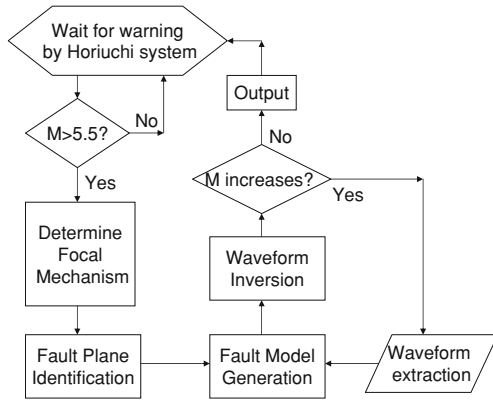 Wait for warning
by Horiuchi system
Output
M>5.5?
No
No
Yes
M increases?
Yes
Determine
Focal
Mechanism
Waveform
Inversion
Fault Plane
Identification
Fault Model
Generation
Waveform
extraction